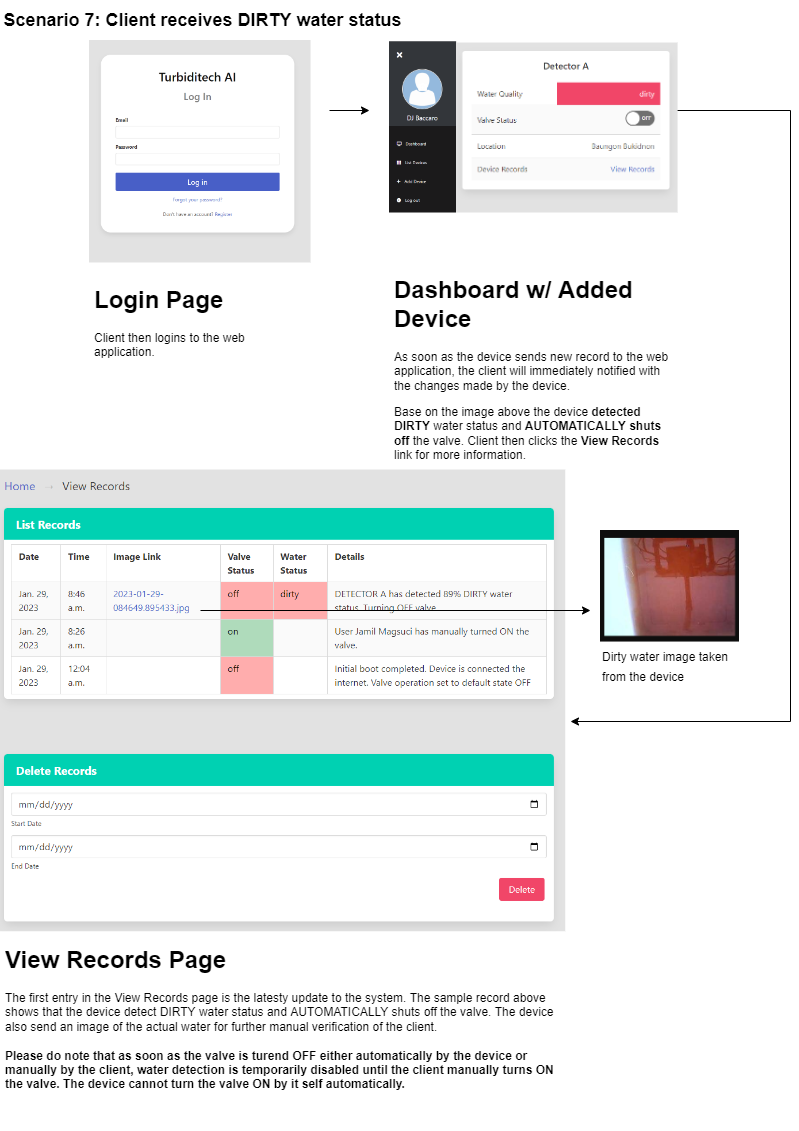 Scenario 7: Client receives DIRTY water status
Turbiditech AI
Log In
Email
Password
Log in
Forgot your password?
Don't have an account? Register
DJ Baccaro
Dashboard
List Devices
Add Device
Log out
Detector A
Water Quality
dirty
Valve Status
OFF
Location
Baungon Bukidnon
Device Records
View Records
Login Page
Client then logins to the web
application.
Dashboard w/ Added
Device
As soon as the device sends new record to the web
application, the client will immediately notified with
the changes made by the device.
Base on the image above the device detected
DIRTY water status and AUTOMATICALLY shuts
off the valve. Client then clicks the View Records
link for more information.
Home → View Records
List Records
Date Time Image Link Valve Status Water Status Details
Jan. 29, 2023 8:46 a.m. 2023-01-29-084649.895433.jpg off dirty DETECTOR A has detected 89% DIRTY water status. Turning OFF valve
Jan. 29, 2023 8:26 a.m. on User Jamil Magsuci has manually turned ON the valve.
Jan. 29, 2023 12:04 a.m. off Initial boot completed. Device is connected the internet. Valve operation set to default state OFF
Dirty water image taken
from the device
Delete Records
mm/dd/yyyy
Start Date
mm/dd/yyyy
End Date
Delete
View Records Page
The first entry in the View Records page is the latesty update to the system. The sample record above
shows that the device detect DIRTY water status and AUTOMATICALLY shuts off the valve. The device
also send an image of the actual water for further manual verification of the client.
Please do note that as soon as the valve is turend OFF either automatically by the device or
manually by the client, water detection is temporarily disabled until the client manually turns ON
the valve. The device cannot turn the valve ON by it self automatically.